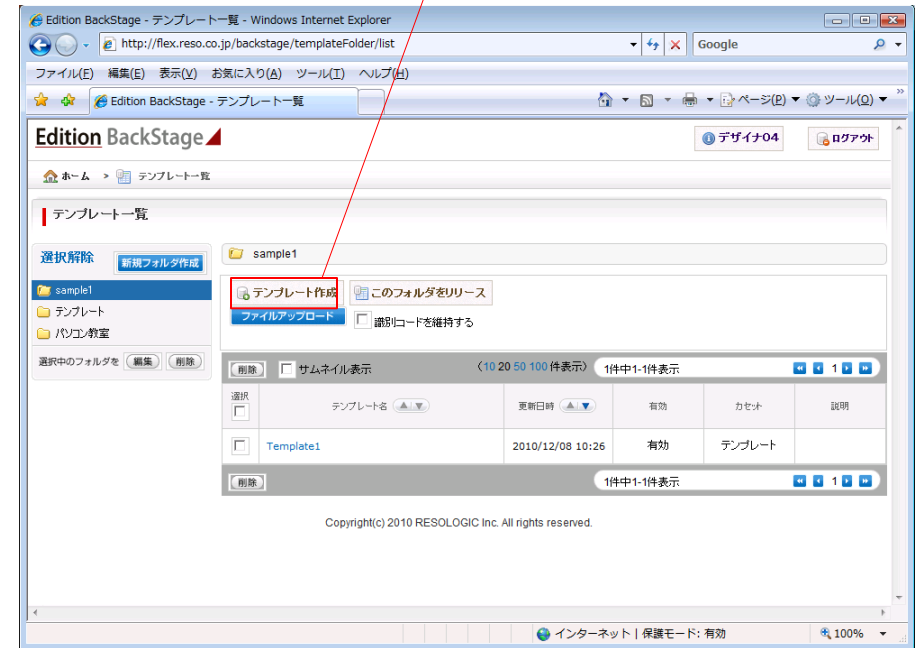 Edition BackStage - テンプレート一覧 - Windows Internet Explorer
http://flex.reso.co.jp/backstage/templateFolder/list
Google
ファイル(F) 編集(E) 表示(V) お気に入り(A) ツール(T) ヘルプ(H)
Edition BackStage - テンプレート一覧
ページ(P) ツール(O)
Edition BackStage
デザイナ04
ログアウト
ホーム > テンプレート一覧
テンプレート一覧
選択解除 新規フォルダ作成
sample1
テンプレート
パソコン教室
選択中のフォルダを 編集 削除
sample1
テンプレート作成 このフォルダをリリース
ファイルアップロード 識別コードを維持する
削除 サムネイル表示 (10 20 50 100 件表示) 1件中1-1件表示 1
選択 テンプレート名 ▲ ▼ 更新日時 ▲ ▼ 有効 カセット 説明
Template1 2010/12/08 10:26 有効 テンプレート
削除 1件中1-1件表示 1
Copyright(c) 2010 RESOLOGIC Inc. All rights reserved.
インターネット | 保護モード: 有効 100%